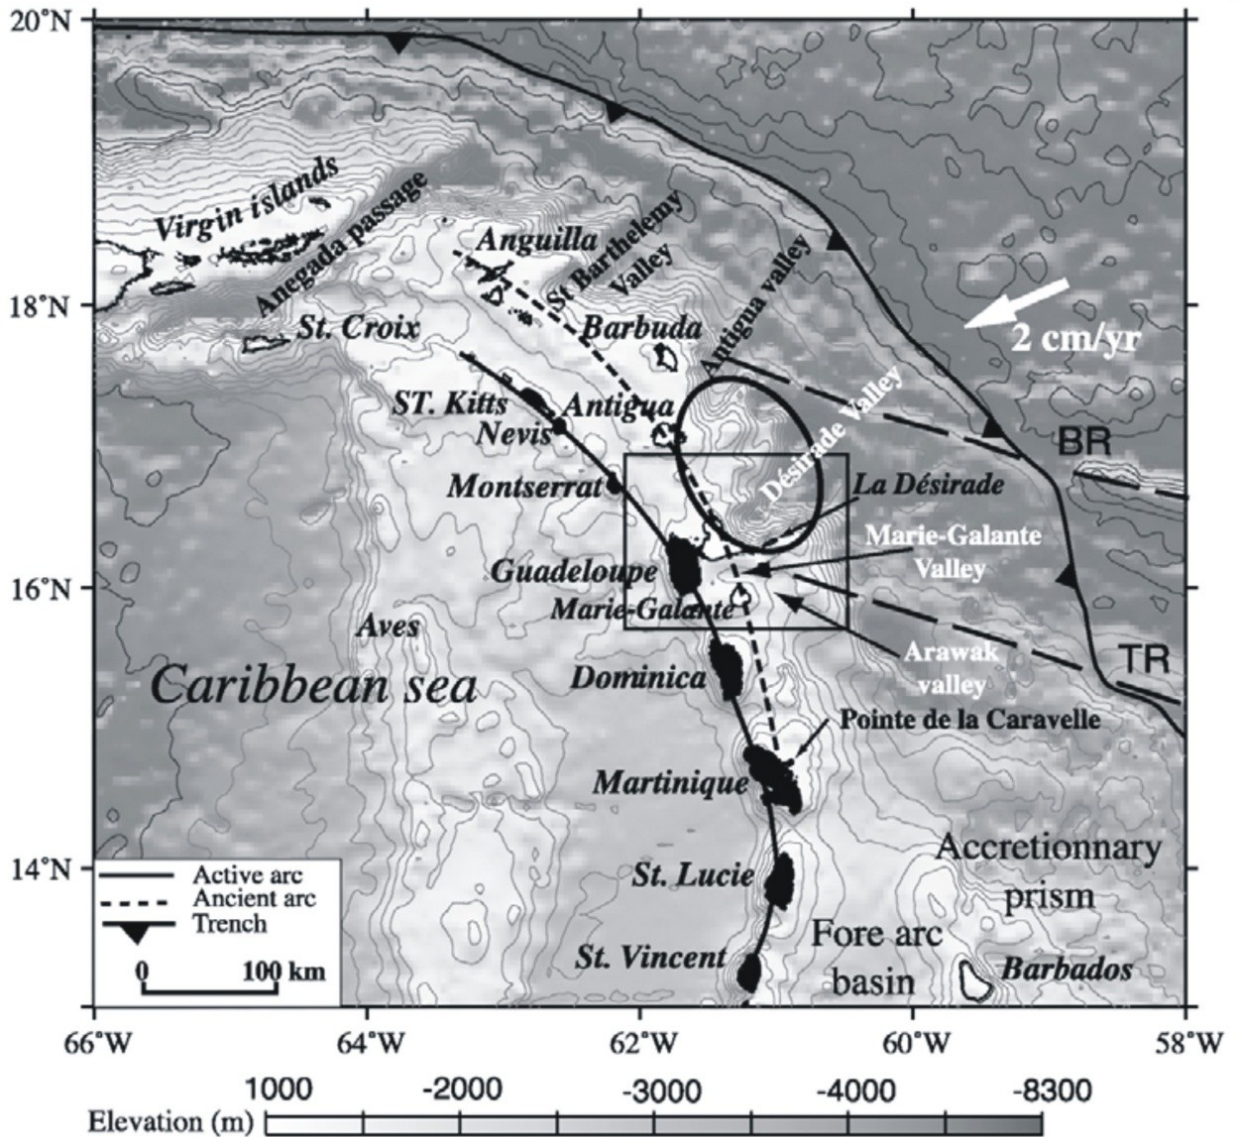 20°N
Virgin islands
Anegada passage
Anguilla
St Barthelemy
Valley
Antigua valley
18°N
St. Croix
Barbuda
2 cm/yr
ST. Kitts
Nevis
Antigua
Désirade Valley
BR
Montserrat
La Désirade
Marie-Galante
Valley
Guadeloupe
16°N
Marie-Galante
Aves
Arawak
valley
TR
Caribbean sea
Dominica
Pointe de la Caravelle
Martinique
Accretionnary
prism
14°N
St. Lucie
Active arc
Ancient arc
Trench
Fore arc
basin
St. Vincent
Barbados
0 100 km
66°W 64°W 62°W 60°W 58°W
1000 -2000 -3000 -4000 -8300
Elevation (m)